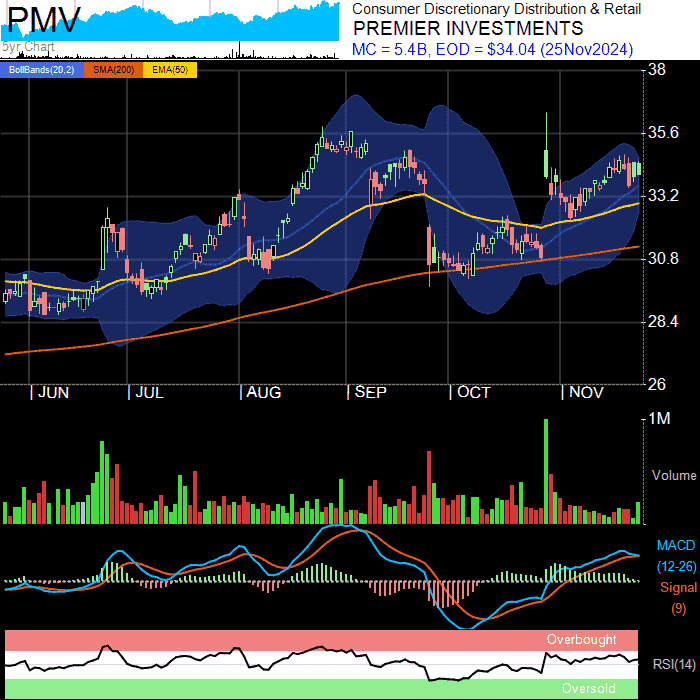 PMV
5yr Chart
Consumer Discretionary Distribution & Retail
PREMIER INVESTMENTS
MC = 5.4B, EOD = $34.04 (25Nov2024)
BollBands(20,2) SMA(200) EMA(50)
38
35.6
33.2
30.8
28.4
26
| JUN | JUL | AUG | SEP | OCT | NOV
1M
Volume
MACD
(12-26)
Signal
(9)
Overbought
RSI(14)
Oversold